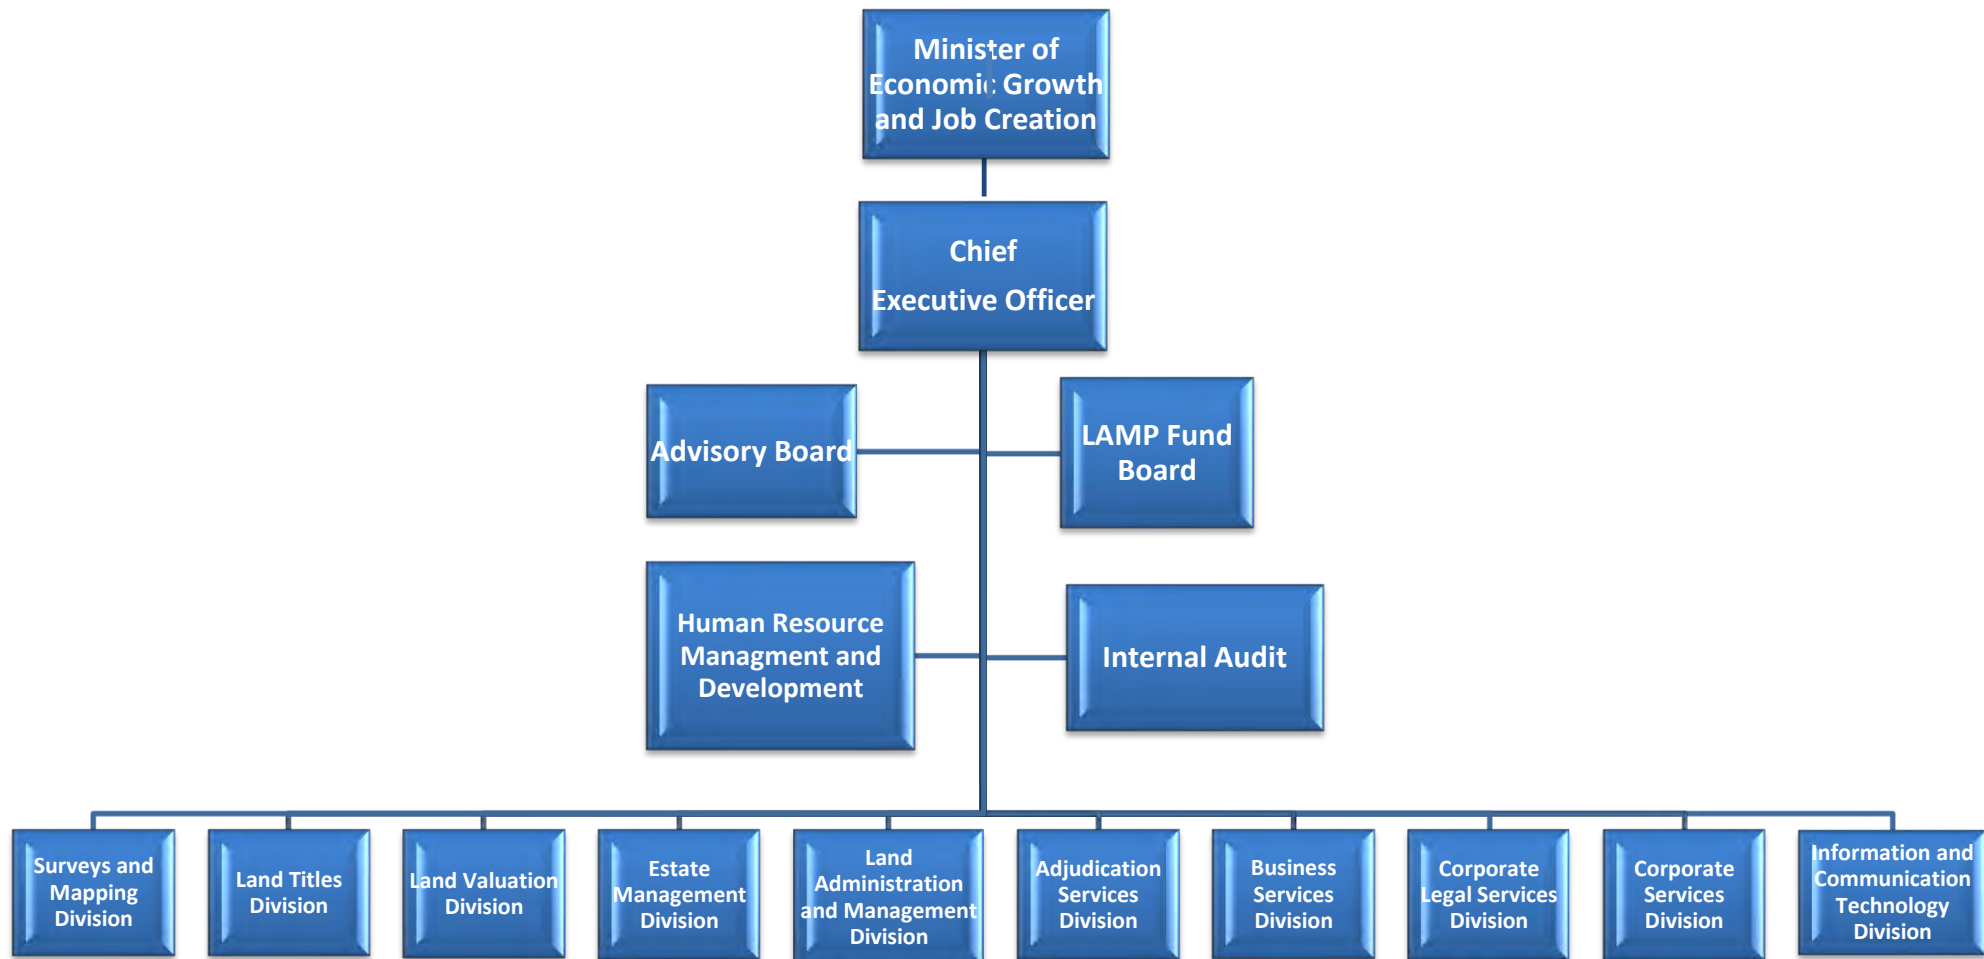 Minister of
Economic Growth
and Job Creation
Chief
Executive Officer
Advisory Board
LAMP Fund
Board
Human Resource
Managment and
Development
Internal Audit
Surveys and
Mapping
Division
Land Titles
Division
Land Valuation
Division
Estate
Management
Division
Land
Administration
and Management
Division
Adjudication
Services
Division
Business
Services
Division
Corporate
Legal Services
Division
Corporate
Services
Division
Information and
Communication
Technology
Division